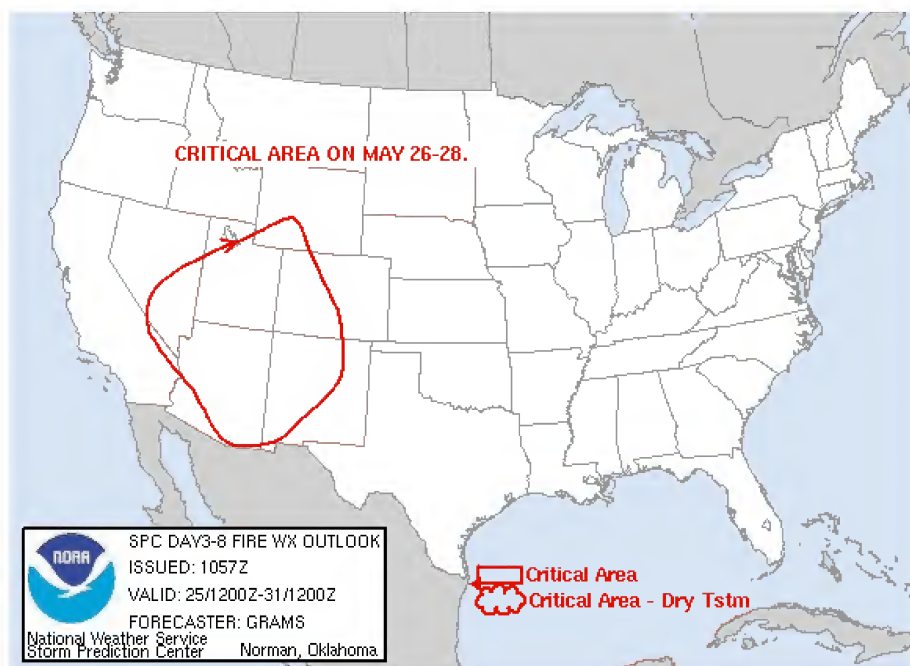 CRITICAL AREA ON MAY 26-28.
NOAA
SPC DAY3-8 FIRE WX OUTLOOK
ISSUED: 1057Z
VALID: 25/1200Z-31/1200Z
FORECASTER: GRAMS
National Weather Service
Storm Prediction Center Norman, Oklahoma
Critical Area
Critical Area - Dry Tstm